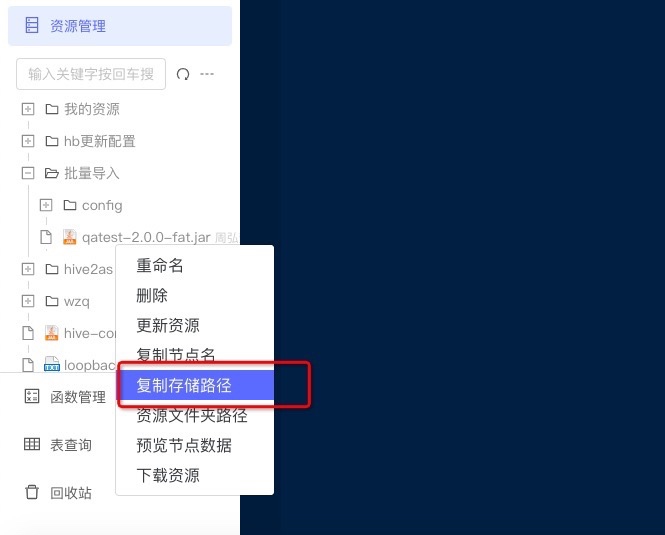 资源管理
输入关键字按回车搜
我的资源
hb更新配置
批量导入
config
qatest-2.0.0-fat.jar 周弘
hive2as
wzq
hive-con
loopbac
重命名
删除
更新资源
复制节点名
复制存储路径
资源文件夹路径
预览节点数据
下载资源
函数管理
表查询
回收站